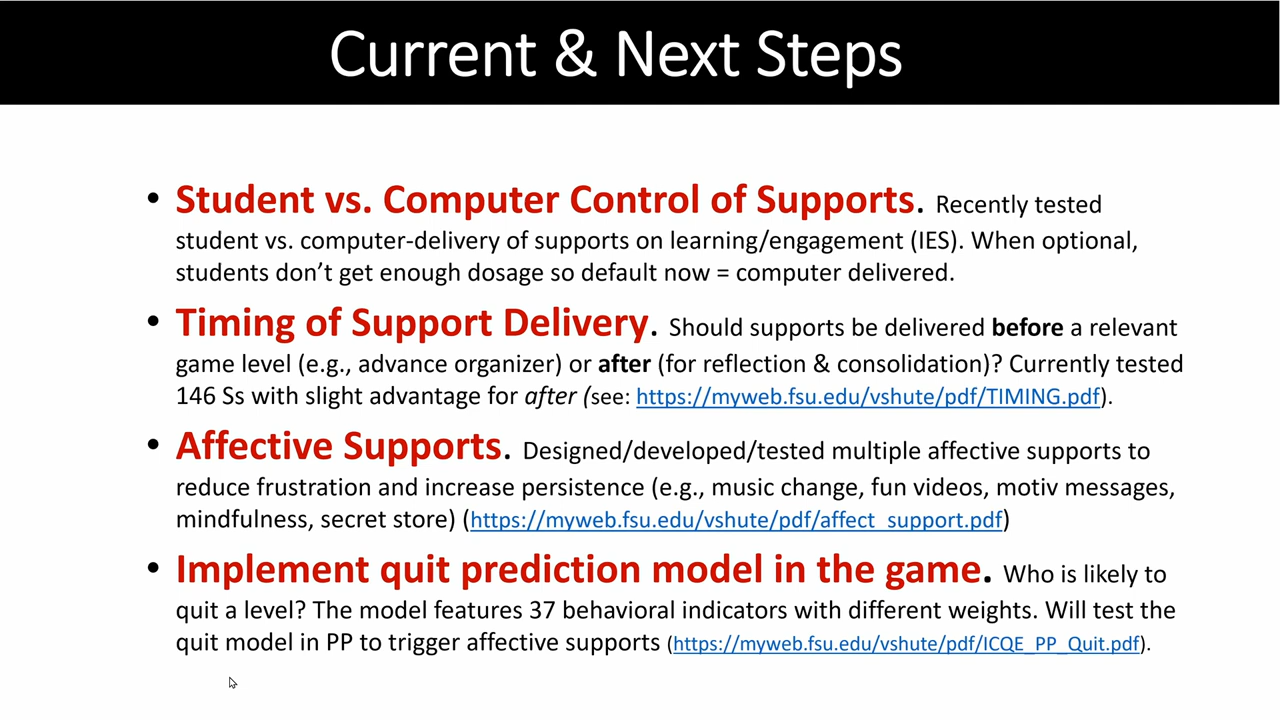 Current & Next Steps
• Student vs. Computer Control of Supports. Recently tested
student vs. computer-delivery of supports on learning/engagement (IES). When optional,
students don’t get enough dosage so default now = computer delivered.
• Timing of Support Delivery. Should supports be delivered before a relevant
game level (e.g., advance organizer) or after (for reflection & consolidation)? Currently tested
146 Ss with slight advantage for after (see: https://myweb.fsu.edu/vshute/pdf/TIMING.pdf).
• Affective Supports. Designed/developed/tested multiple affective supports to
reduce frustration and increase persistence (e.g., music change, fun videos, motiv messages,
mindfulness, secret store) (https://myweb.fsu.edu/vshute/pdf/affect_support.pdf)
• Implement quit prediction model in the game. Who is likely to
quit a level? The model features 37 behavioral indicators with different weights. Will test the
quit model in PP to trigger affective supports (https://myweb.fsu.edu/vshute/pdf/ICQE_PP_Quit.pdf).